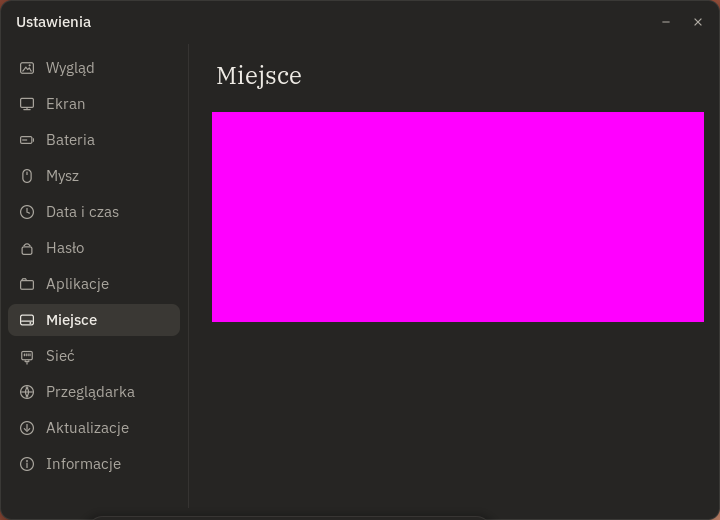 Ustawienia
Wygląd
Ekran
Bateria
Mysz
Data i czas
Hasło
Aplikacje
Miejsce
Sieć
Przeglądarka
Aktualizacje
Informacje
Miejsce